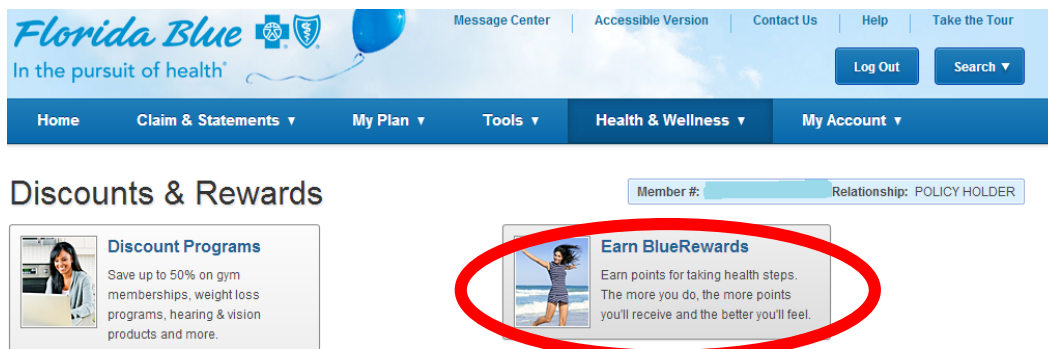 Florida Blue
In the pursuit of health®
Message Center Accessible Version Contact Us Help Take the Tour
Log Out Search ▼
Home Claim & Statements ▼ My Plan ▼ Tools ▼ Health & Wellness ▼ My Account ▼
Discounts & Rewards
Member #: Relationship: POLICY HOLDER
Discount Programs
Save up to 50% on gym
memberships, weight loss
programs, hearing & vision
products and more.
Earn BlueRewards
Earn points for taking health steps.
The more you do, the more points
you'll receive and the better you'll feel.